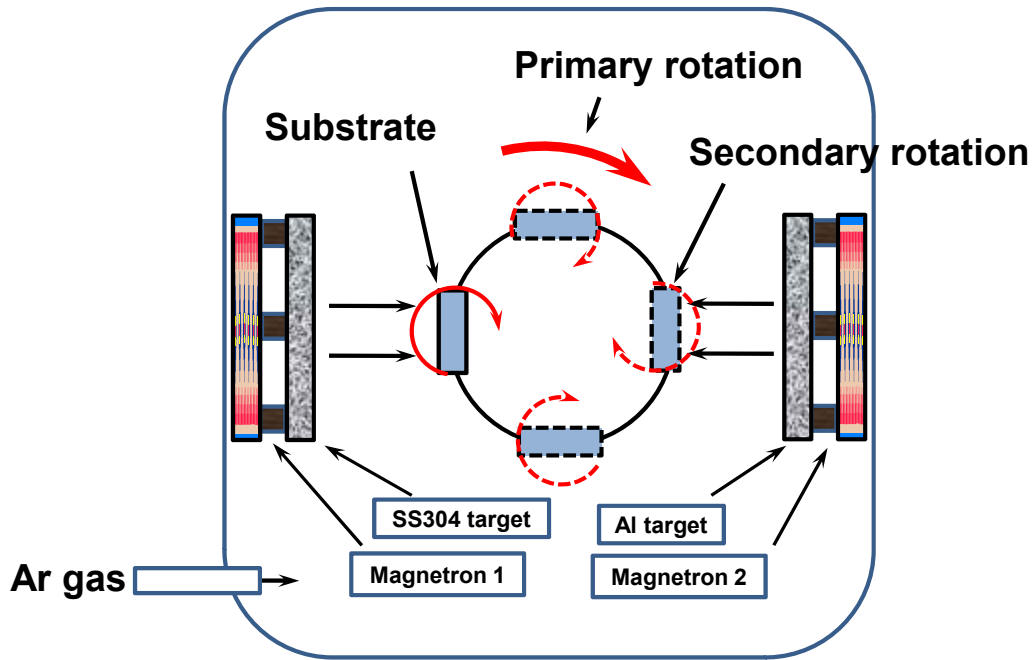 Primary rotation
Substrate
Secondary rotation
SS304 target
Al target
Magnetron 1
Magnetron 2
Ar gas